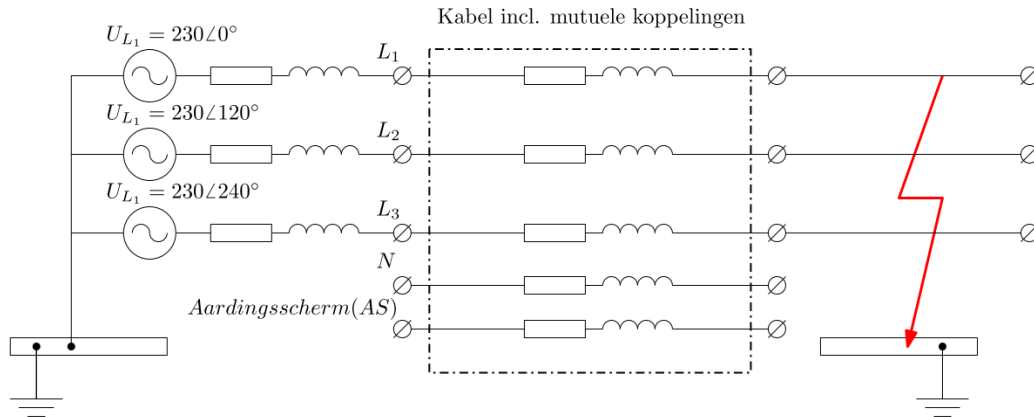 Kabel incl. mutuele koppelingen
U_{L_1} = 230∠0°
L_1
U_{L_1} = 230∠120°
L_2
U_{L_1} = 230∠240°
L_3
N
Aardingsscherm(AS)